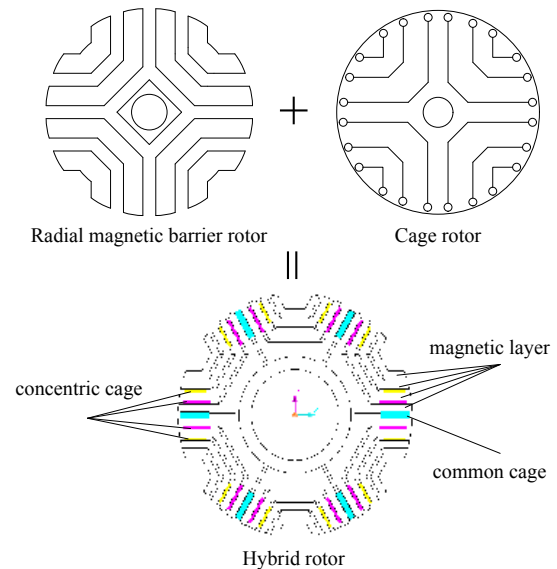 Radial magnetic barrier rotor
Cage rotor
magnetic layer
concentric cage
common cage
Hybrid rotor